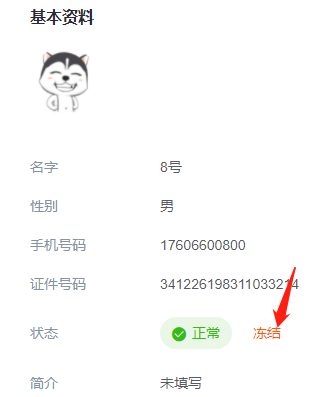 基本资料
名字 8号
性别 男
手机号码 17606600800
证件号码 341226198311033214
状态 正常 冻结
简介 未填写